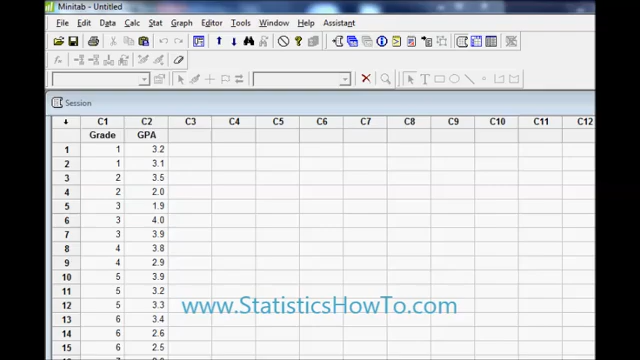 Minitab - Untitled
File Edit Data Calc Stat Graph Editor Tools Window Help Assistant
Session
C1 C2 C3 C4 C5 C6 C7 C8 C9 C10 C11 C12
Grade GPA
1 1 3.2
2 1 3.1
3 2 3.5
4 2 2.0
5 3 1.9
6 3 4.0
7 3 3.9
8 4 3.8
9 4 2.9
10 5 3.9
11 5 3.2
12 5 3.3
13 6 3.4
14 6 2.6
15 6 2.5
www.StatisticsHowTo.com